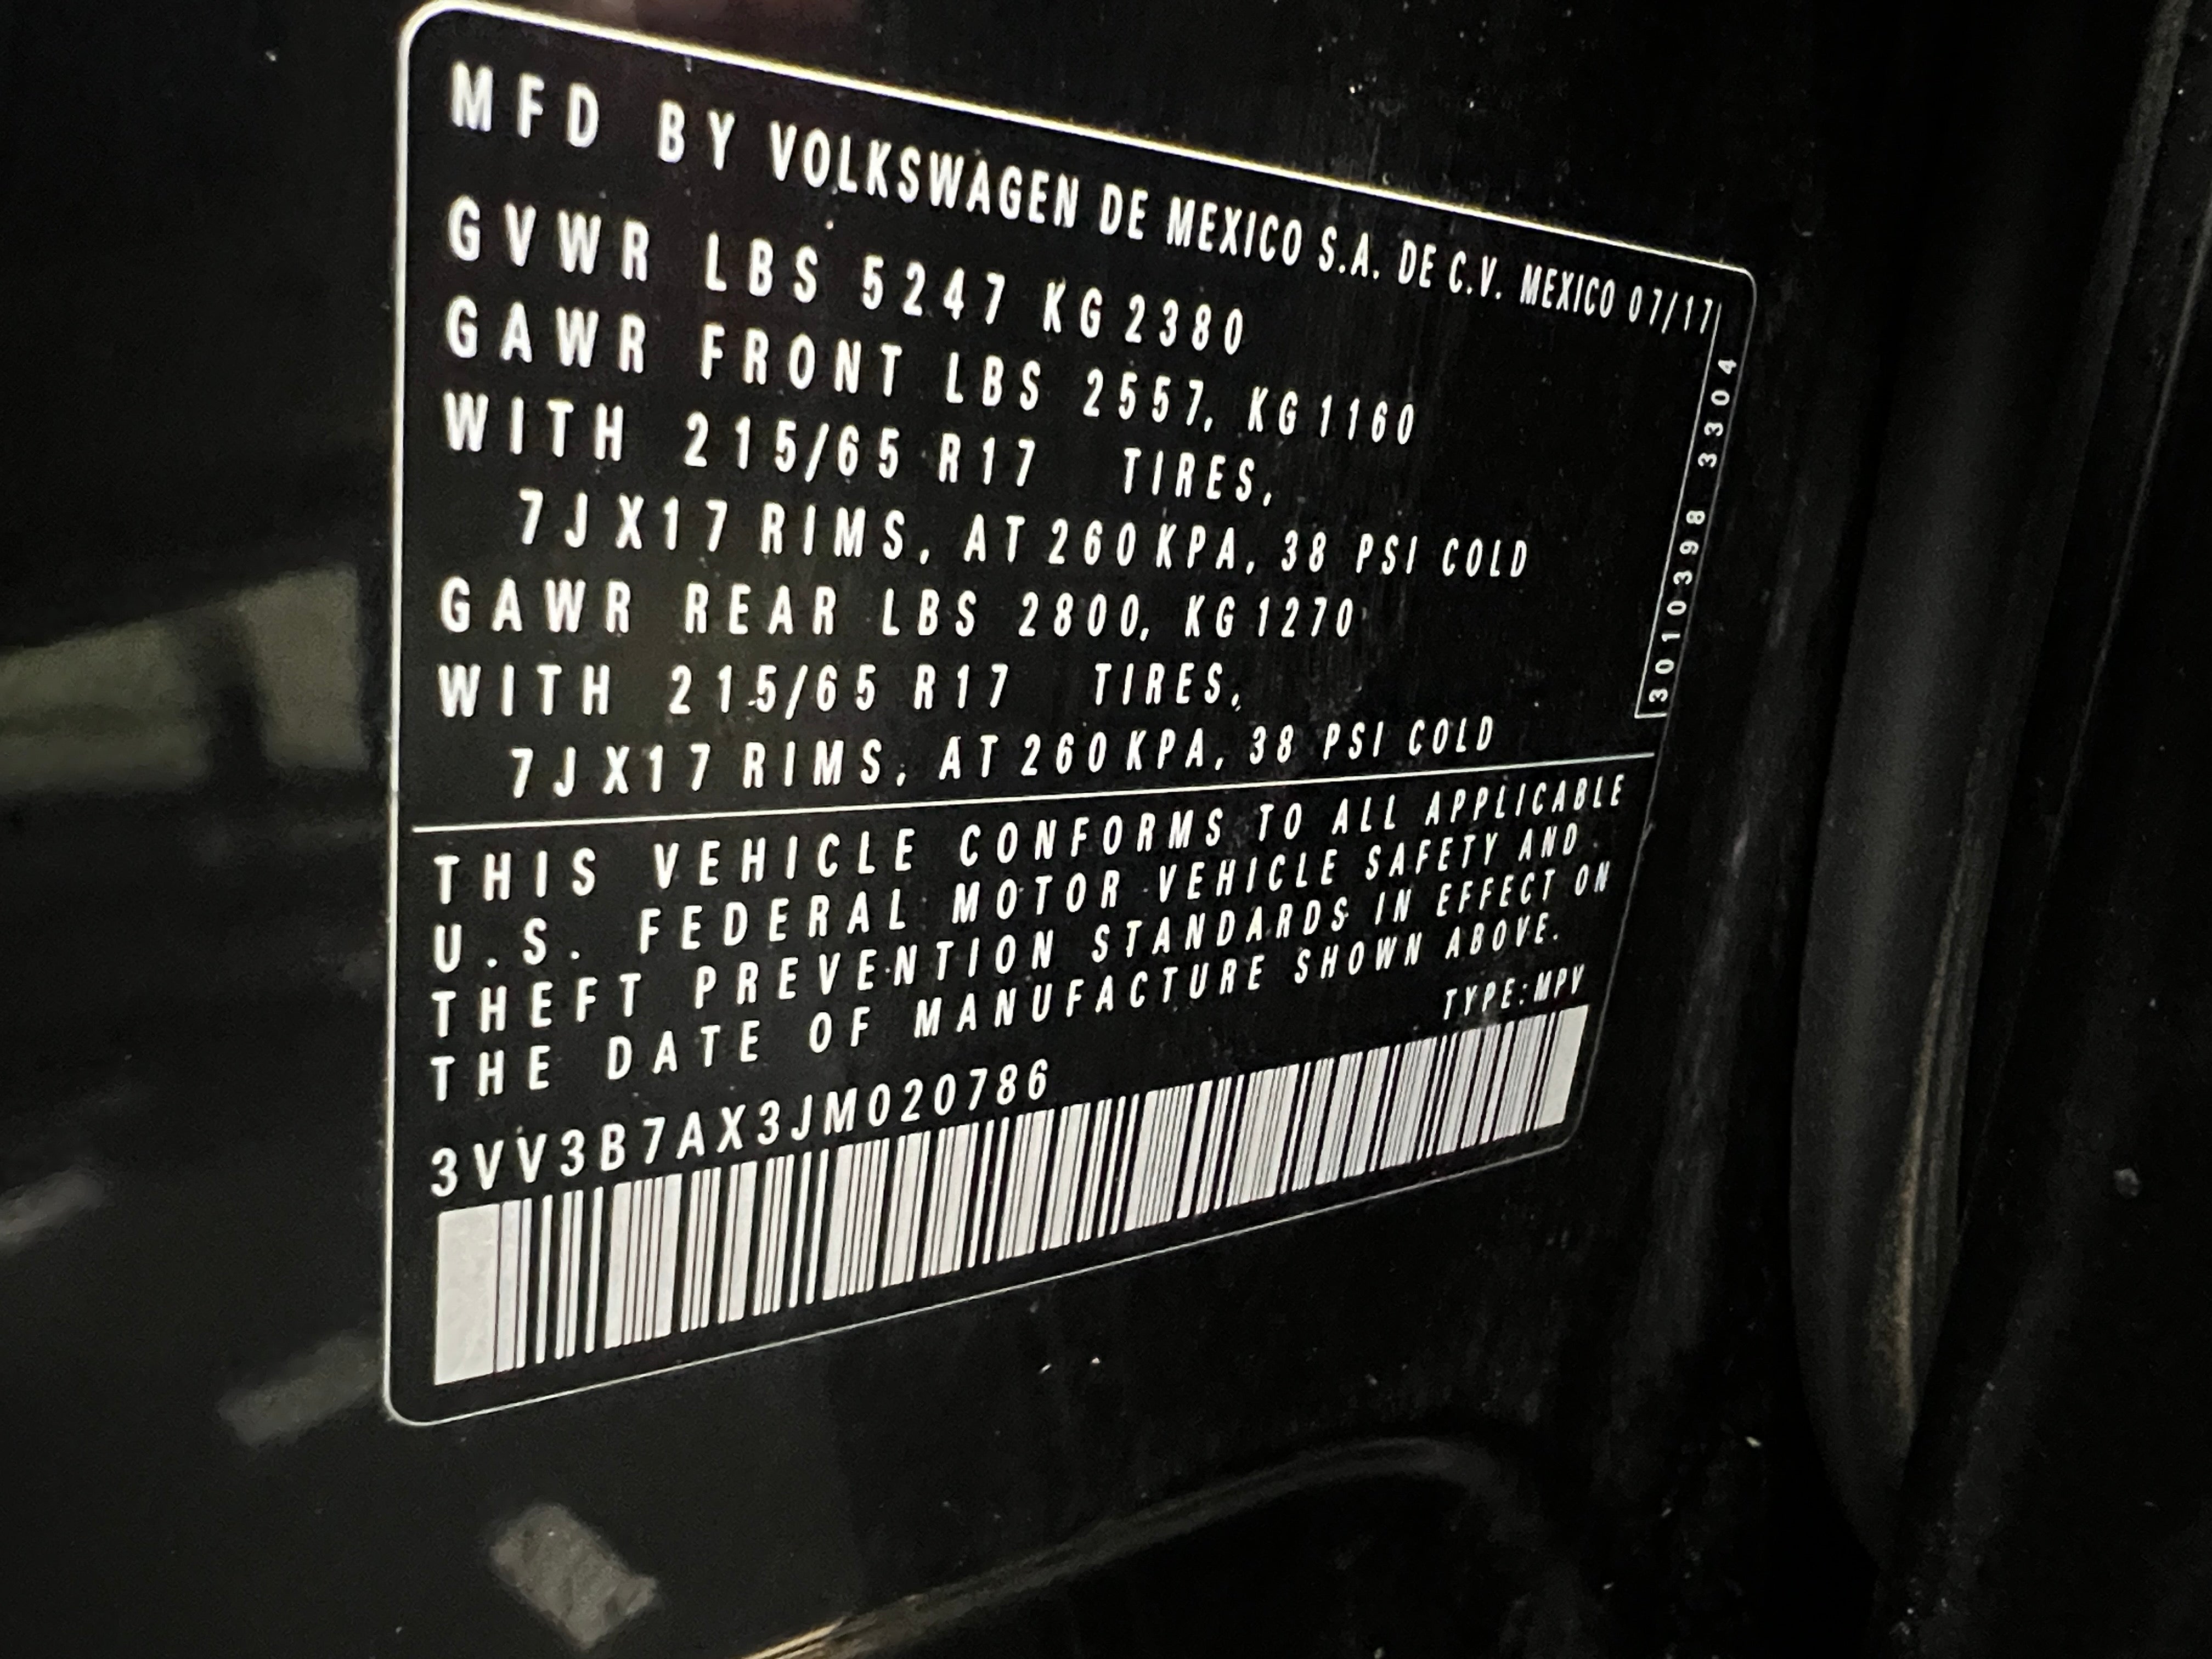 MFD BY VOLKSWAGEN DE MEXICO S.A. DE C.V. MEXICO 07/17
GVWR LBS 5247 KG 2380
GAWR FRONT LBS 2557, KG 1160
WITH 215/65 R17 TIRES,
7JX17 RIMS, AT 260 KPA, 38 PSI COLD
GAWR REAR LBS 2800, KG 1270
WITH 215/65 R17 TIRES,
7JX17 RIMS, AT 260 KPA, 38 PSI COLD
3010398 3304
THIS VEHICLE CONFORMS TO ALL APPLICABLE
U.S. FEDERAL MOTOR VEHICLE SAFETY AND
THEFT PREVENTION STANDARDS IN EFFECT ON
THE DATE OF MANUFACTURE SHOWN ABOVE.
TYPE:MPV
3VV3B7AX3JM020786